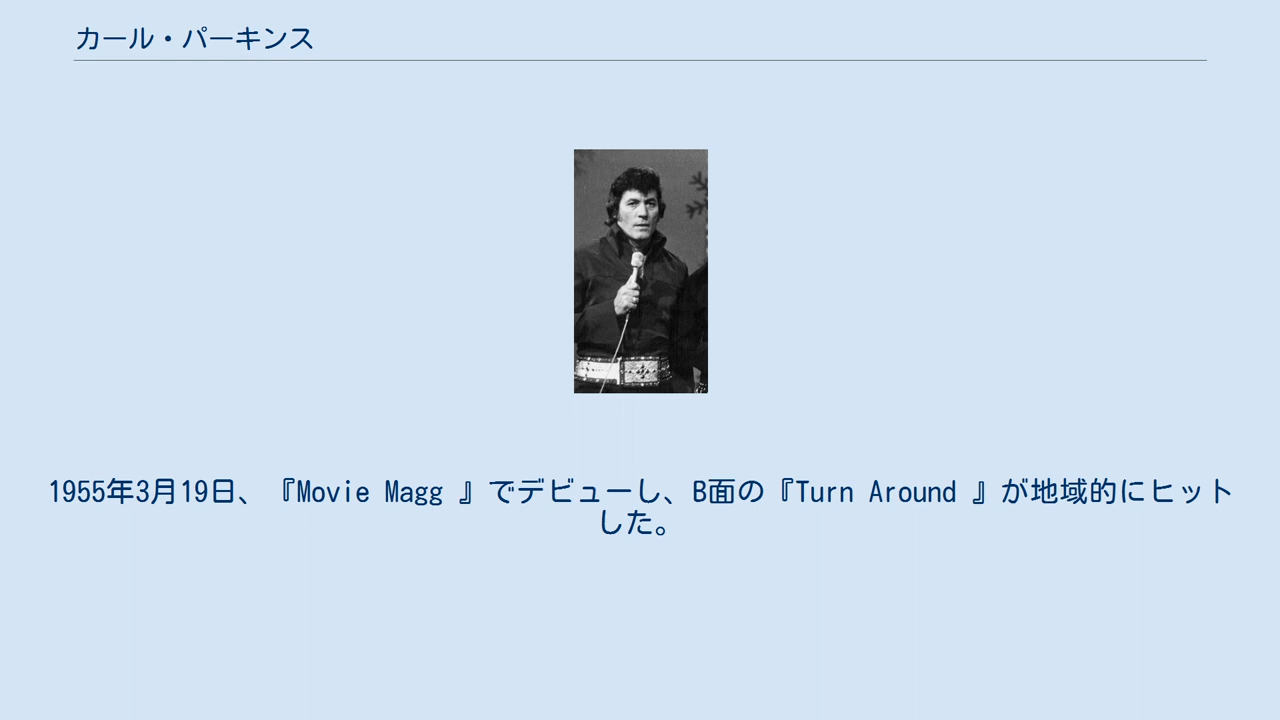 カール・パーキンス
1955年3月19日、『Movie Magg 』でデビューし、B面の『Turn Around 』が地域的にヒット
した。